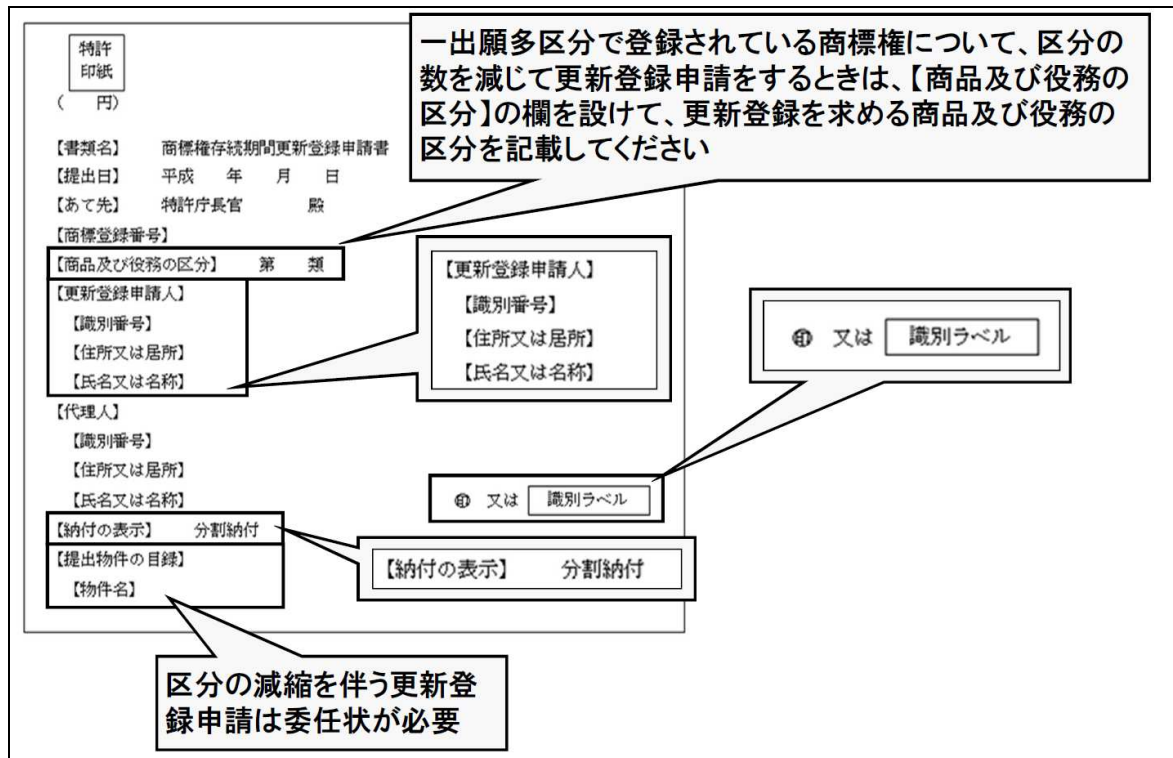 一出願多区分で登録されている商標権について、区分の
数を減じて更新登録申請をするときは、【商品及び役務の
区分】の欄を設けて、更新登録を求める商品及び役務の
区分を記載してください
特許
印紙
(　円)
【書類名】　商標権存続期間更新登録申請書
【提出日】　平成　年　月　日
【あて先】　特許庁長官　殿
【商標登録番号】
【商品及び役務の区分】　第　類
【更新登録申請人】
【識別番号】
【住所又は居所】
【氏名又は名称】
【更新登録申請人】
【識別番号】
【住所又は居所】
【氏名又は名称】
㊞　又は　識別ラベル
【代理人】
【識別番号】
【住所又は居所】
【氏名又は名称】
㊞　又は　識別ラベル
【納付の表示】　分割納付
【納付の表示】　分割納付
【提出物件の目録】
【物件名】
区分の減縮を伴う更新登
録申請は委任状が必要